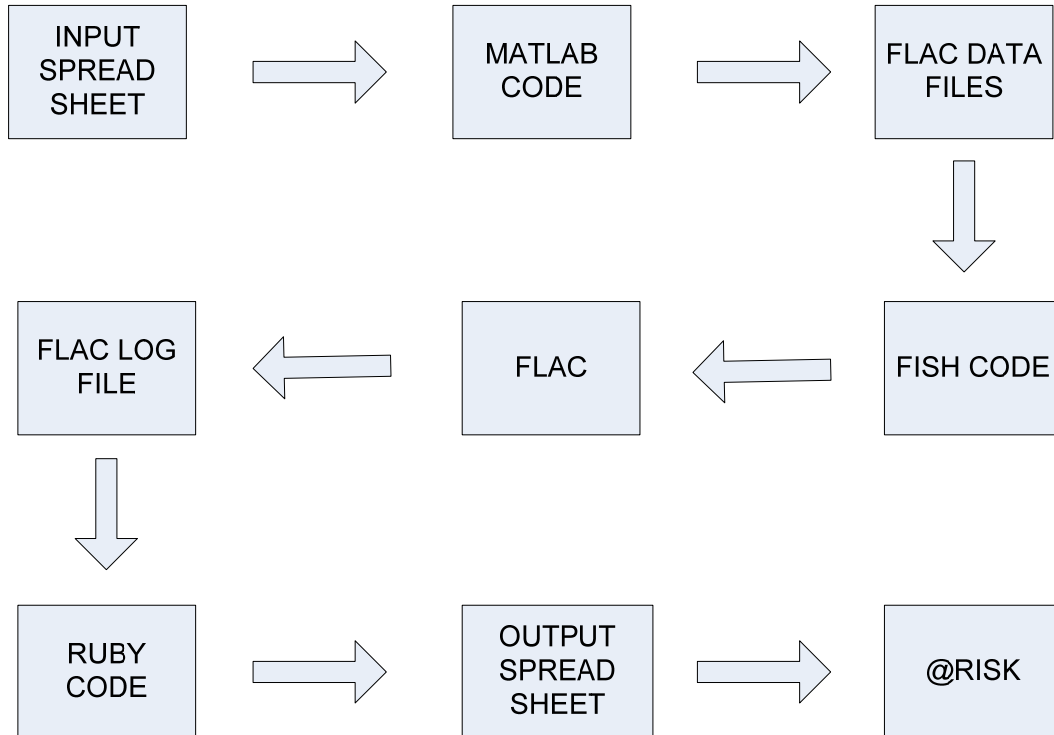 INPUT
SPREAD
SHEET
MATLAB
CODE
FLAC DATA
FILES
FLAC LOG
FILE
FLAC
FISH CODE
RUBY
CODE
OUTPUT
SPREAD
SHEET
@RISK